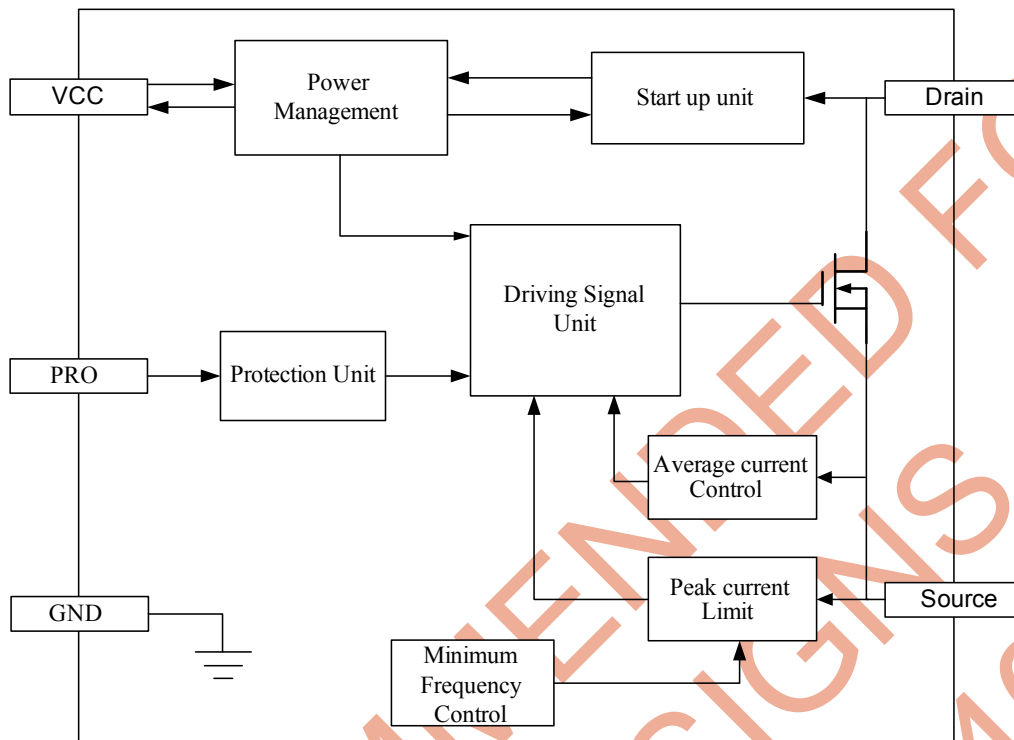 VCC
Power
Management
Start up unit
Drain
Driving Signal
Unit
PRO
Protection Unit
Average current
Control
GND
Peak current
Limit
Source
Minimum
Frequency
Control